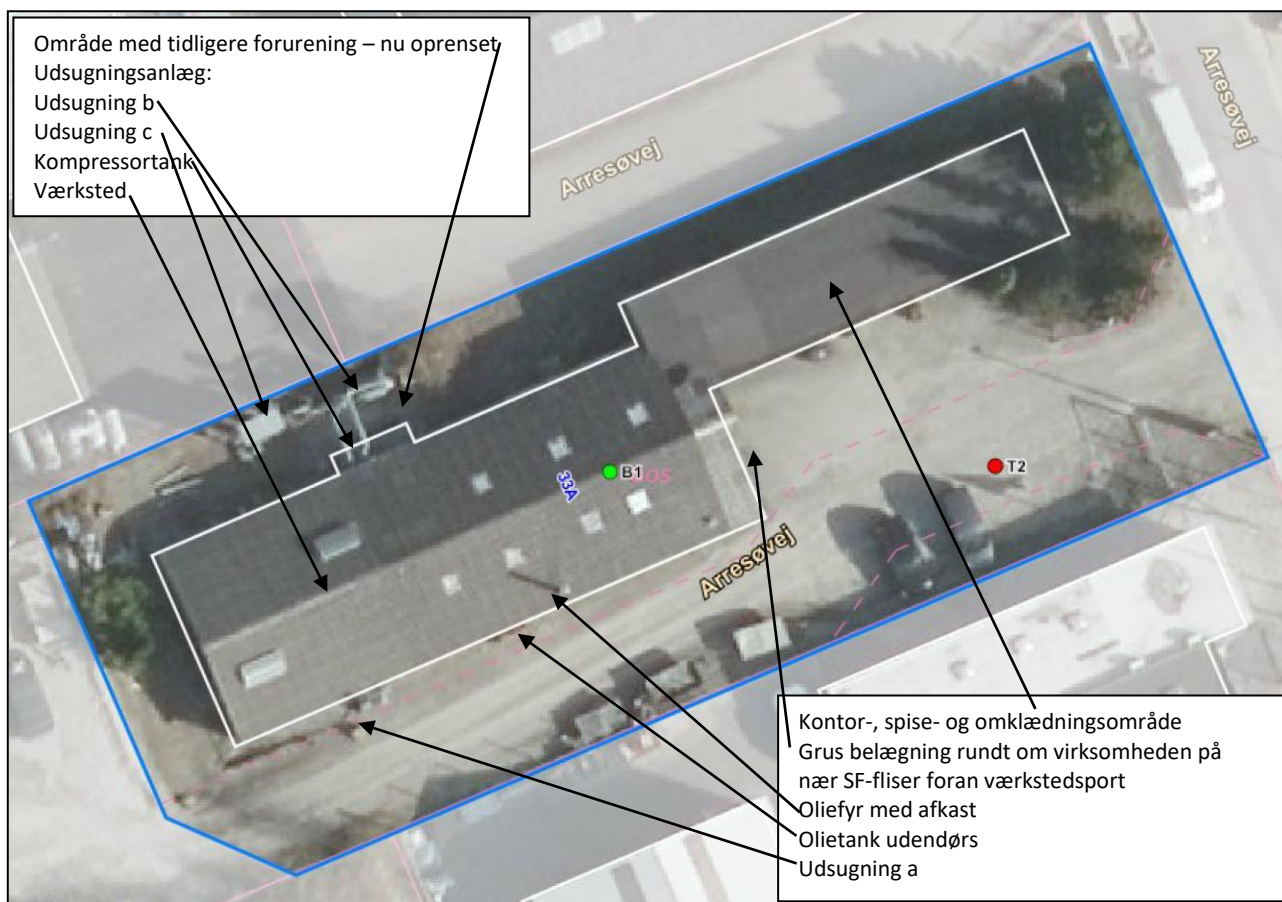 Område med tidligere forurening – nu oprenset
Udsugningsanlæg:
Udsugning b
Udsugning c
Kompressortank
Værksted
Arresøvej
Arresøvej
33A
B1
pos
T2
Arresøvej
Kontor-, spise- og omklædningsområde
Grus belægning rundt om virksomheden på
nær SF-fliser foran værkstedsport
Oliefyr med afkast
Olietank udendørs
Udsugning a